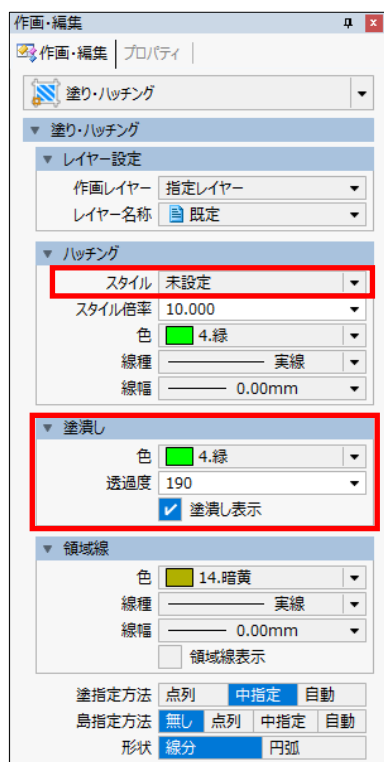 作画・編集
作画・編集 プロパティ
塗り・ハッチング
塗り・ハッチング
レイヤー設定
作画レイヤー 指定レイヤー
レイヤー名称 既定
ハッチング
スタイル 未設定
スタイル倍率 10.000
色 4.緑
線種 実線
線幅 0.00mm
塗潰し
色 4.緑
透過度 190
塗潰し表示
領域線
色 14.暗黄
線種 実線
線幅 0.00mm
領域線表示
塗指定方法 点列 中指定 自動
島指定方法 無し 点列 中指定 自動
形状 線分 円弧